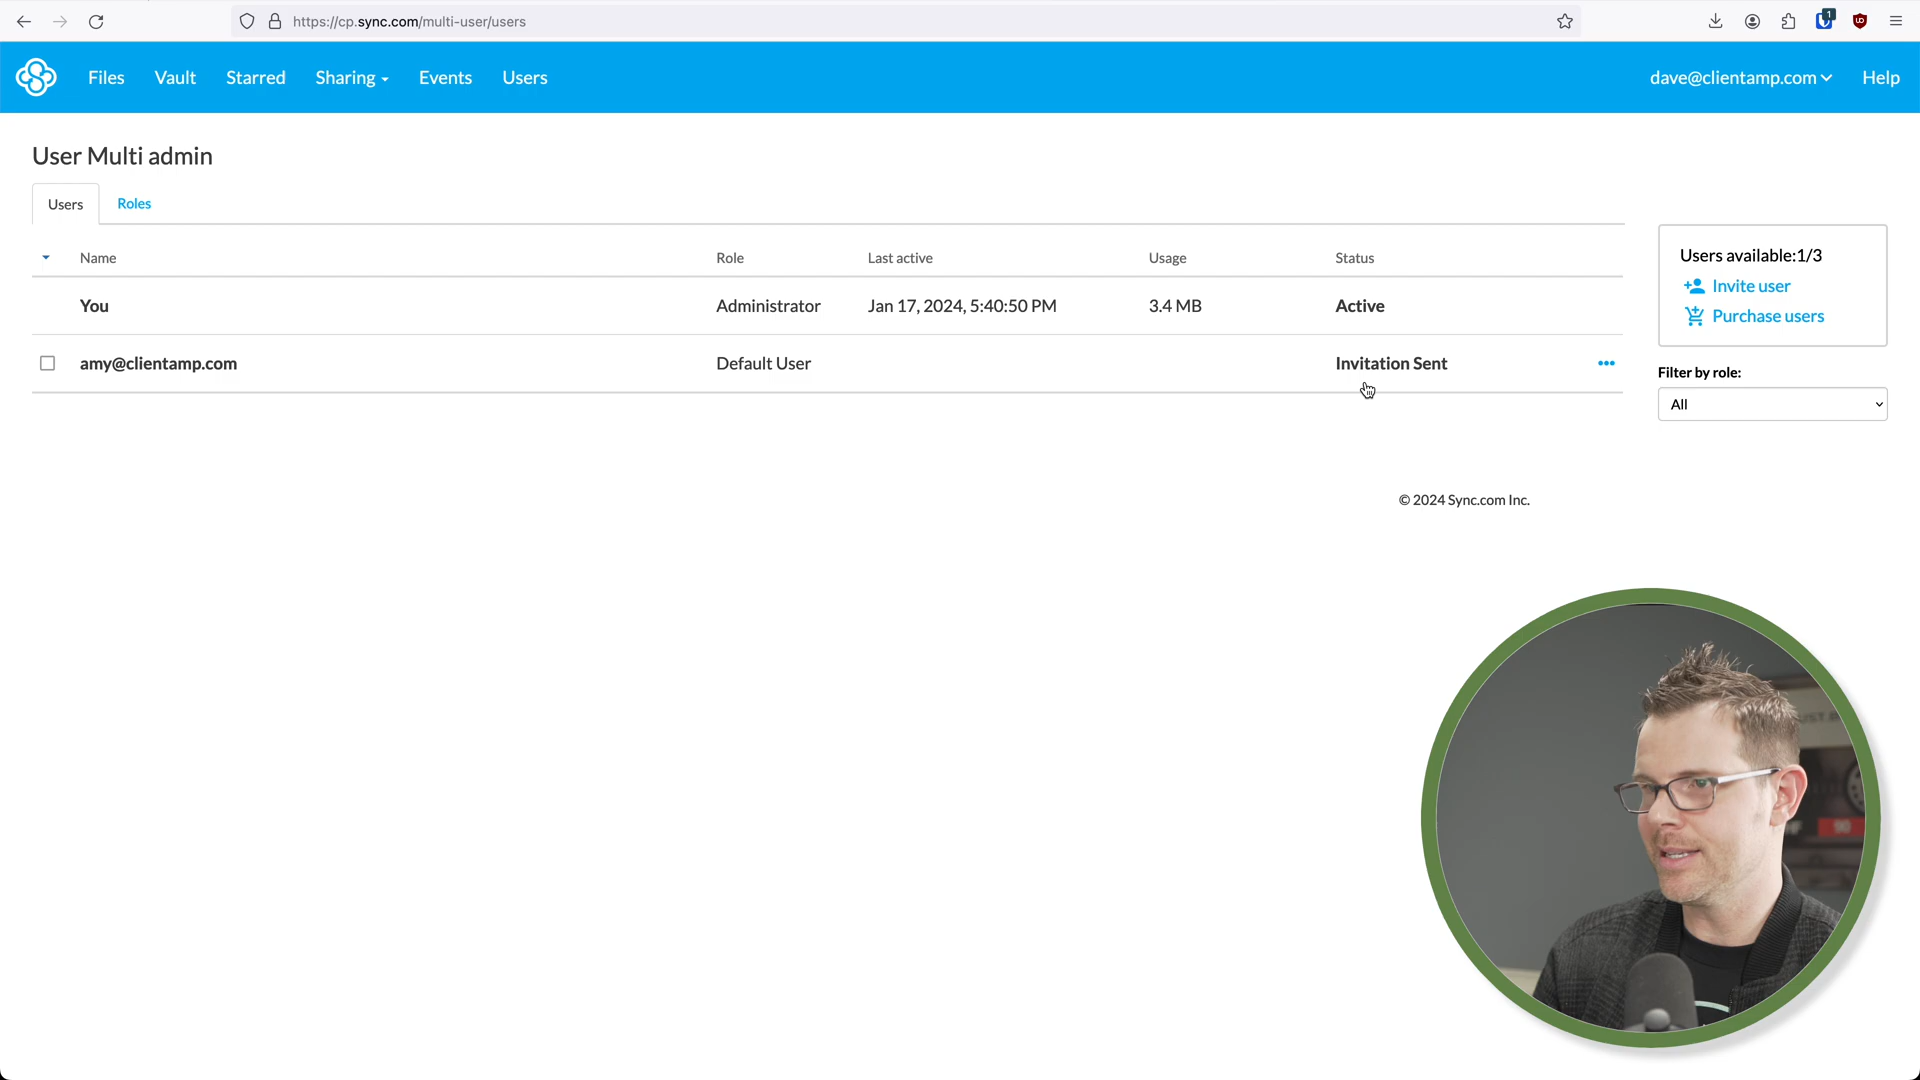 https://cp.sync.com/multi-user/users
1
Files Vault Starred Sharing Events Users
dave@clientamp.com Help
User Multi admin
Users Roles
Name Role Last active Usage Status
You Administrator Jan 17, 2024, 5:40:50 PM 3.4 MB Active
amy@clientamp.com Default User Invitation Sent
Users available:1/3
Invite user
Purchase users
Filter by role:
All
© 2024 Sync.com Inc.
90